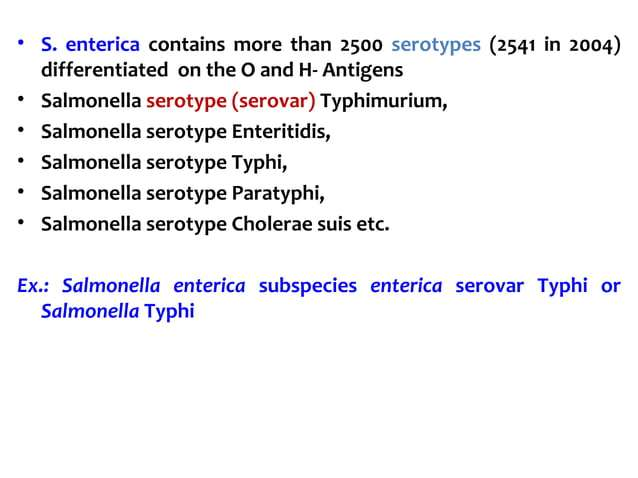 • S. enterica contains more than 2500 serotypes (2541 in 2004)
differentiated on the O and H- Antigens
• Salmonella serotype (serovar) Typhimurium,
• Salmonella serotype Enteritidis,
• Salmonella serotype Typhi,
• Salmonella serotype Paratyphi,
• Salmonella serotype Cholerae suis etc.
Ex.: Salmonella enterica subspecies enterica serovar Typhi or
Salmonella Typhi